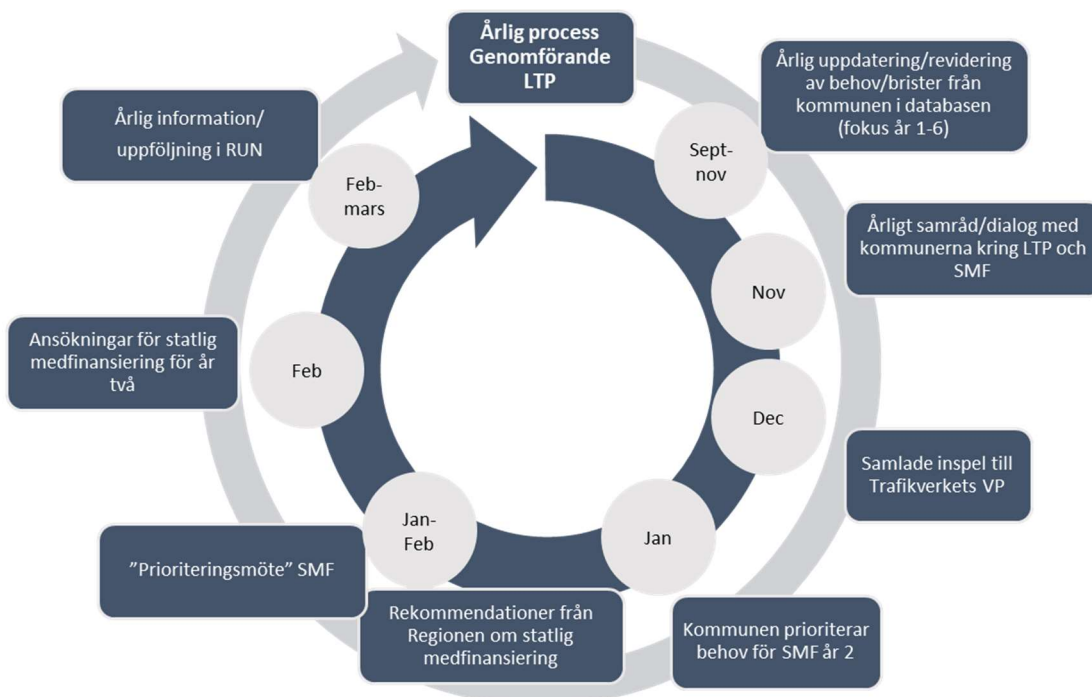 Årlig process
Genomförande
LTP
Årlig uppdatering/revidering
av behov/brister från
kommunen i databasen
(fokus år 1-6)
Sept-
nov
Årligt samråd/dialog med
kommunerna kring LTP och
SMF
Nov
Dec
Samlade inspel till
Trafikverkets VP
Jan
Kommunen prioriterar
behov för SMF år 2
Rekommendationer från
Regionen om statlig
medfinansiering
Jan-
Feb
”Prioriteringsmöte” SMF
Feb
Ansökningar för statlig
medfinansiering för år
två
Feb-
mars
Årlig information/
uppföljning i RUN